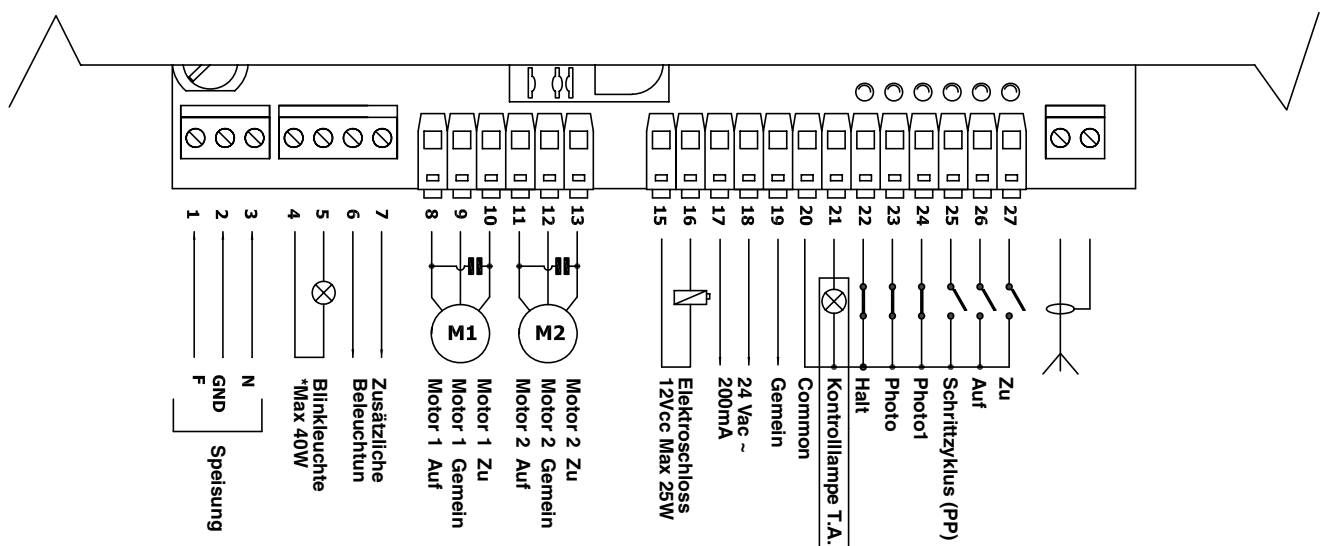 1
2
3
4
5
6
7
8
9
10
11
12
13
15
16
17
18
19
20
21
22
23
24
25
26
27
M1
M2
F
GND
N
Speisung
Blinkleuchte
*Max 40W
Zusätzliche
Beleuchtun
Motor 1 Auf
Motor 1 Gemein
Motor 1 Zu
Motor 2 Auf
Motor 2 Gemein
Motor 2 Zu
Elektroschloss
12Vcc Max 25W
24 Vac ~
200mA
Gemein
Common
Kontrolllampe T.A.
Halt
Photo
Photo1
Schrittzyklus (PP)
Auf
Zu